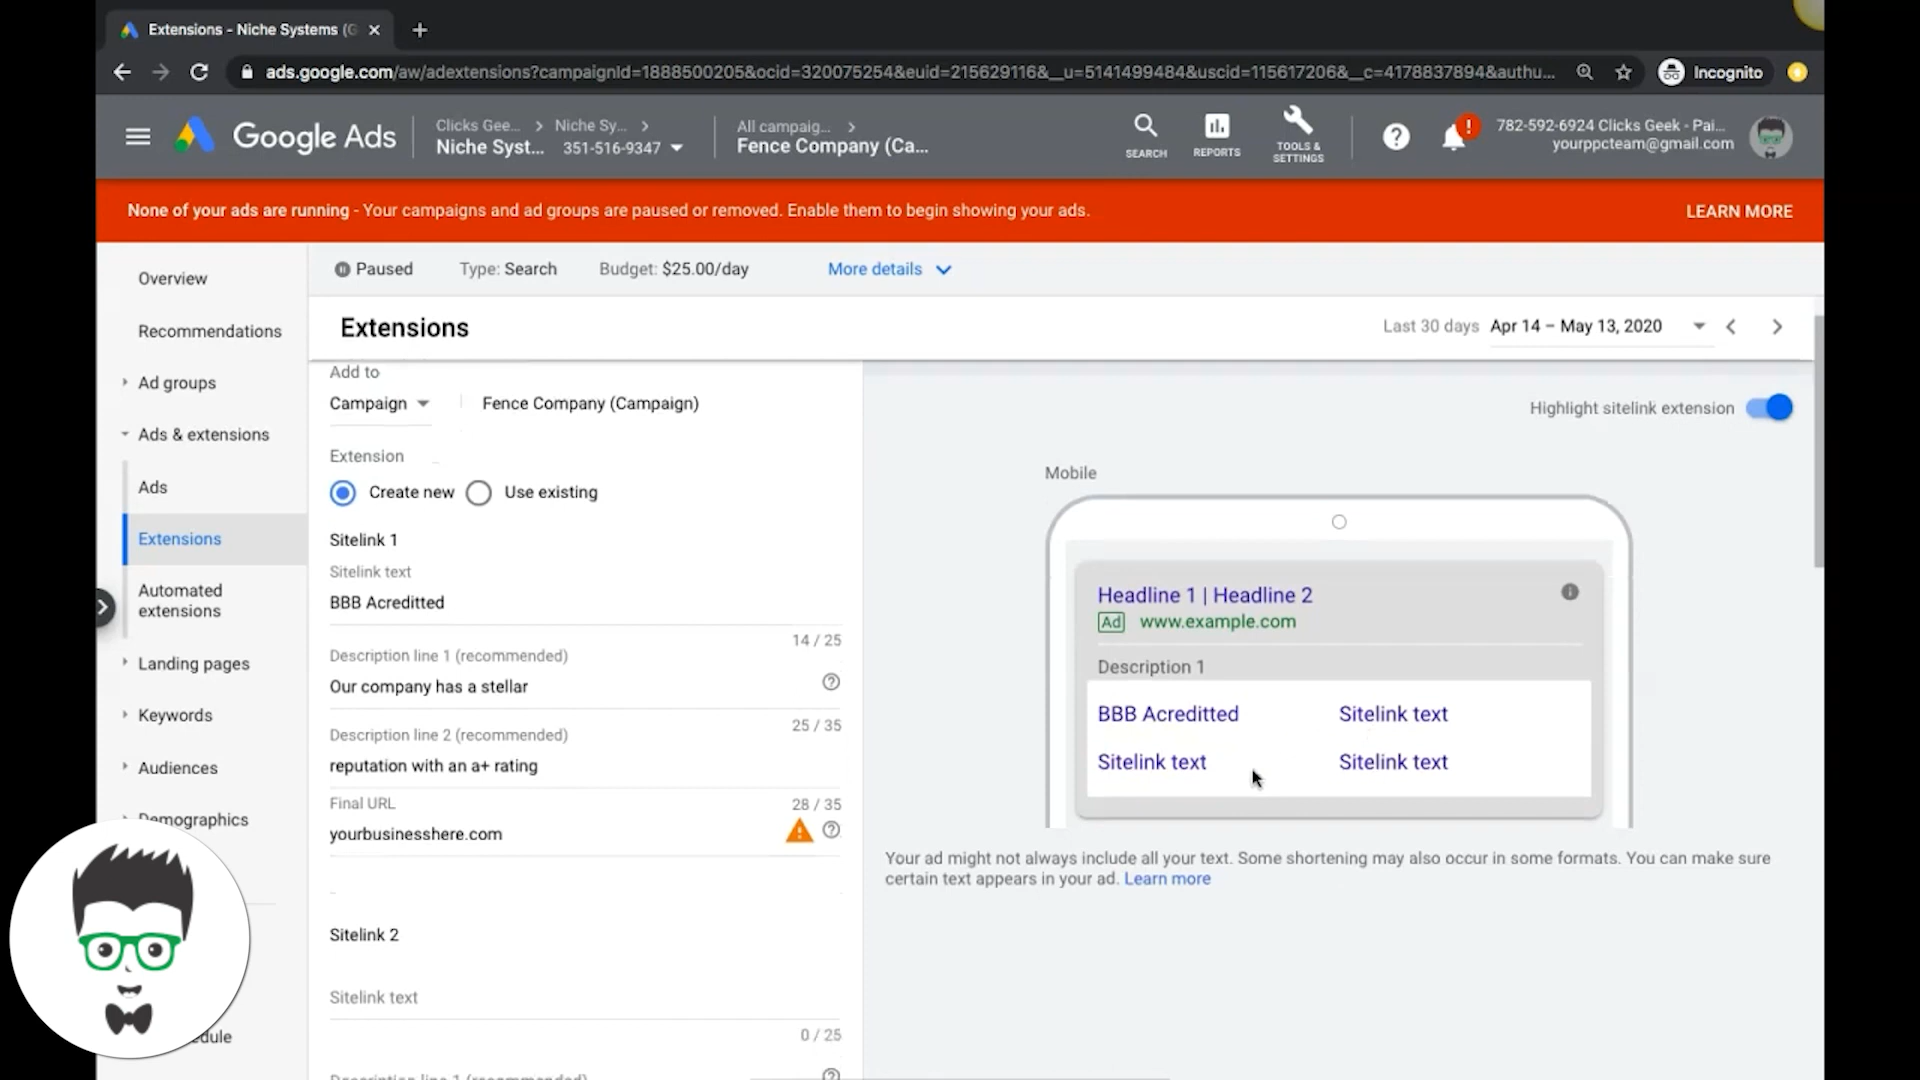 Extensions - Niche Systems (G
ads.google.com/aw/adextensions?campaignId=1888500205&ocid=320075254&euid=215629116&__u=5141499484&uscid=115617206&__c=4178837894&authu...
Incognito
Google Ads
Clicks Gee... > Niche Sy... >
Niche Syst... 351-516-9347
All campaig... >
Fence Company (Ca...
SEARCH
REPORTS
TOOLS &
SETTINGS
782-592-6924 Clicks Geek - Pai...
yourppcteam@gmail.com
None of your ads are running - Your campaigns and ad groups are paused or removed. Enable them to begin showing your ads.
LEARN MORE
Overview
Recommendations
Ad groups
Ads & extensions
Ads
Extensions
Automated
extensions
Landing pages
Keywords
Audiences
Demographics
edule
Paused
Type: Search
Budget: $25.00/day
More details
Extensions
Last 30 days Apr 14 – May 13, 2020
Add to
Campaign
Fence Company (Campaign)
Extension
Create new
Use existing
Sitelink 1
Sitelink text
BBB Acreditted
14 / 25
Description line 1 (recommended)
Our company has a stellar
25 / 35
Description line 2 (recommended)
reputation with an a+ rating
28 / 35
Final URL
yourbusinesshere.com
Sitelink 2
Sitelink text
0 / 25
Description line 1 (recommended)
Highlight sitelink extension
Mobile
Headline 1 | Headline 2
Ad www.example.com
Description 1
BBB Acreditted Sitelink text
Sitelink text Sitelink text
Your ad might not always include all your text. Some shortening may also occur in some formats. You can make sure
certain text appears in your ad. Learn more